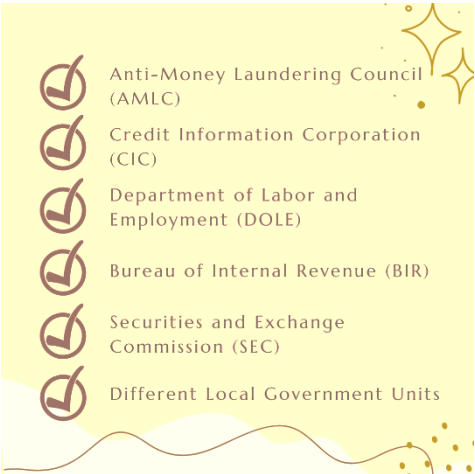 Anti-Money Laundering Council
(AMLC)
Credit Information Corporation
(CIC)
Department of Labor and
Employment (DOLE)
Bureau of Internal Revenue (BIR)
Securities and Exchange
Commission (SEC)
Different Local Government Units